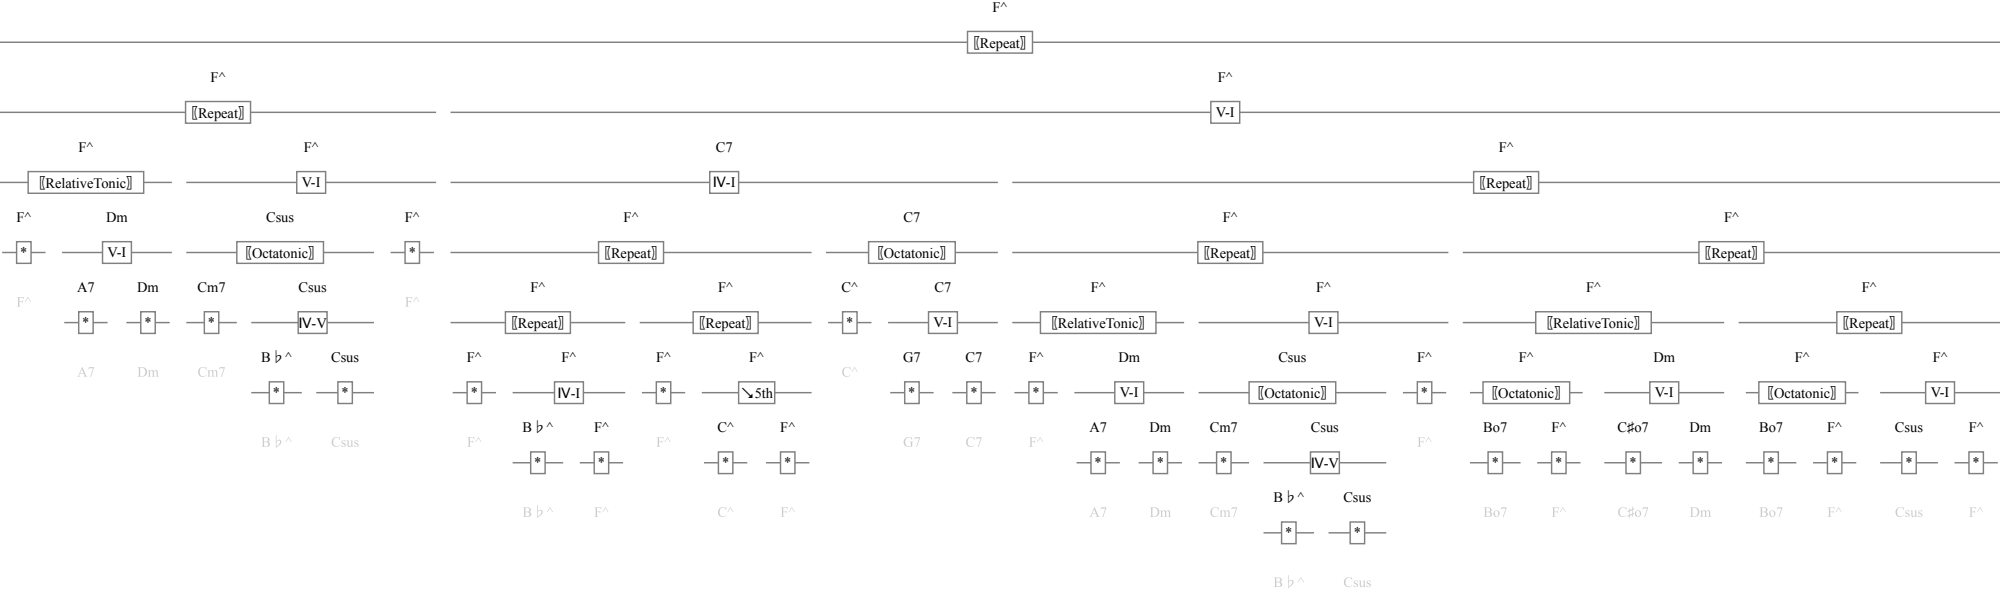 F^
⟦Repeat⟧
F^ F^
⟦Repeat⟧ V-I
F^ F^ C7 F^
⟦RelativeTonic⟧ V-I Ⅳ-I ⟦Repeat⟧
F^ Dm Csus F^ F^ C7 F^ F^
* V-I ⟦Octatonic⟧ * ⟦Repeat⟧ ⟦Octatonic⟧ ⟦Repeat⟧ ⟦Repeat⟧
A7 Dm Cm7 Csus F^ F^ C^ C7 F^ F^ F^ F^
F^ F^
* * * Ⅳ-V ⟦Repeat⟧ ⟦Repeat⟧ * V-I ⟦RelativeTonic⟧ V-I ⟦RelativeTonic⟧ ⟦Repeat⟧
B♭^ Csus F^ F^ F^ F^ G7 C7 F^ Dm Csus F^ F^ Dm F^ F^
A7 Dm Cm7 C^
* * * Ⅳ-I * ↘5th * * * V-I ⟦Octatonic⟧ * ⟦Octatonic⟧ V-I ⟦Octatonic⟧ V-I
B♭^ F^ C^ F^ A7 Dm Cm7 Csus Bo7 F^ C♯o7 Dm Bo7 F^ Csus F^
B♭^ Csus F^ F^ G7 C7 F^ F^
* * * * * * * Ⅳ-V * * * * * * * *
B♭^ Csus
B♭^ F^ C^ F^ A7 Dm Cm7 Bo7 F^ C♯o7 Dm Bo7 F^ Csus F^
* *
B♭^ Csus